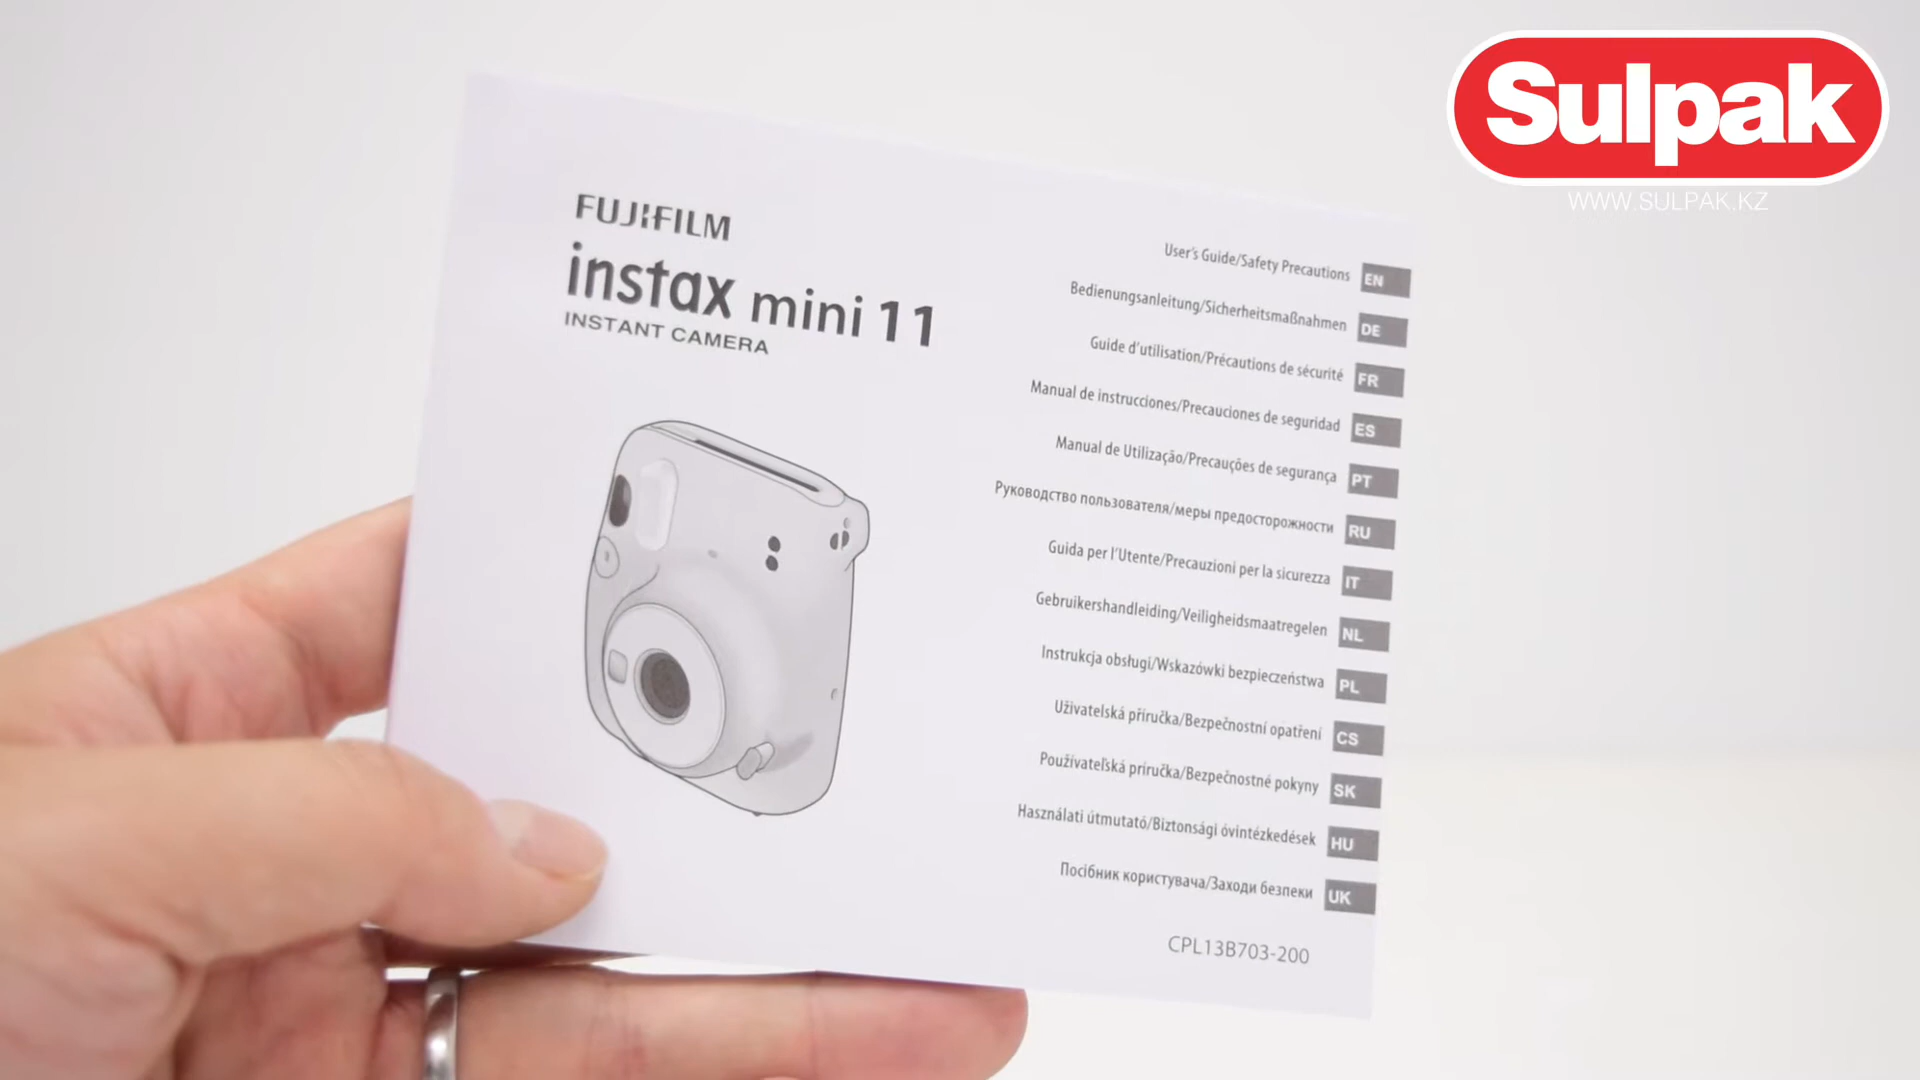 Sulpak
WWW.SULPAK.KZ
FUJIFILM
instax mini 11
INSTANT CAMERA
User's Guide/Safety Precautions EN
Bedienungsanleitung/Sicherheitsmaßnahmen DE
Guide d'utilisation/Précautions de sécurité FR
Manual de instrucciones/Precauciones de seguridad ES
Manual de Utilização/Precauções de segurança PT
Руководство пользователя/меры предосторожности RU
Guida per l'Utente/Precauzioni per la sicurezza IT
Gebruikershandleiding/Veiligheidsmaatregelen NL
Instrukcja obsługi/Wskazówki bezpieczeństwa PL
Uživatelská příručka/Bezpečnostní opatření CS
Používateľská príručka/Bezpečnostné pokyny SK
Használati útmutató/Biztonsági óvintézkedések HU
Посібник користувача/Заходи безпеки UK
CPL13B703-200